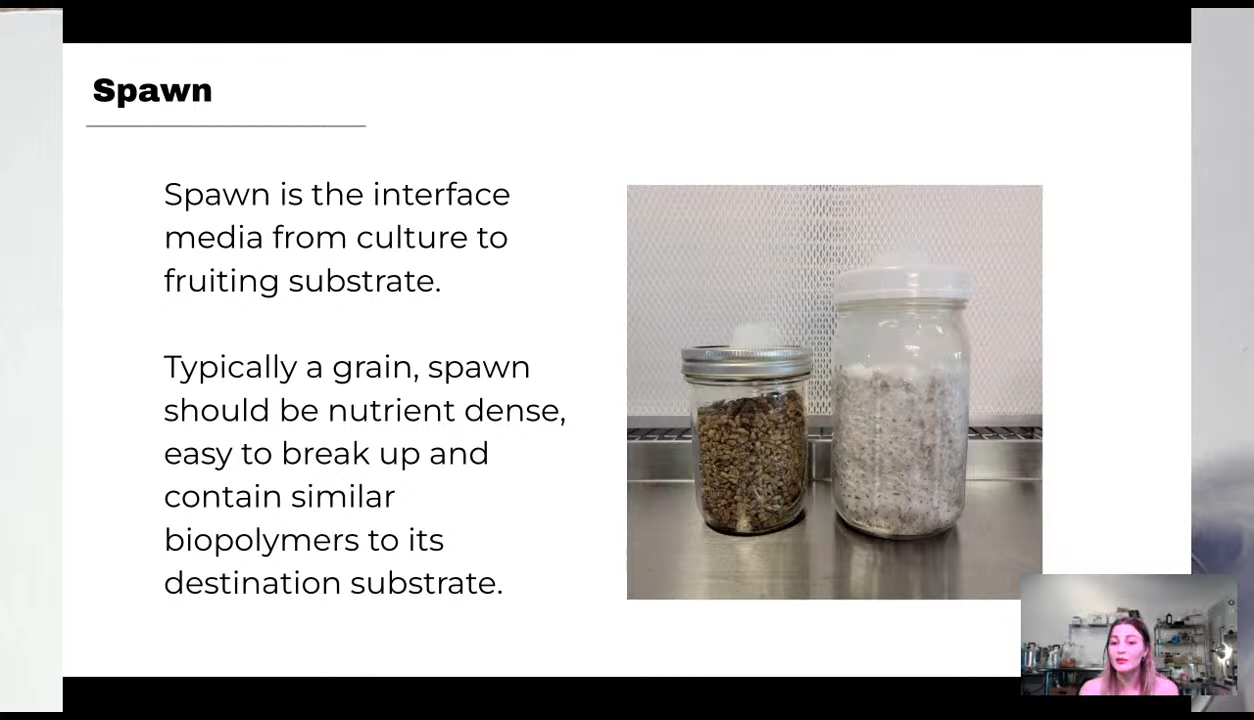 Spawn
Spawn is the interface
media from culture to
fruiting substrate.
Typically a grain, spawn
should be nutrient dense,
easy to break up and
contain similar
biopolymers to its
destination substrate.